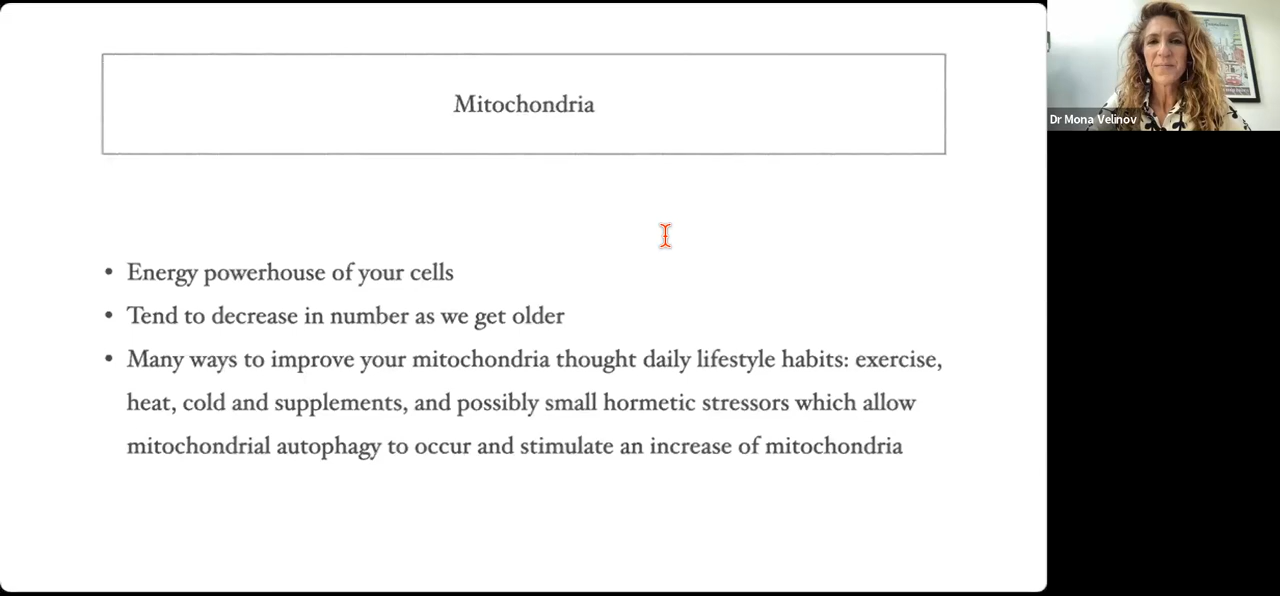 Mitochondria
Dr Mona Velinov
• Energy powerhouse of your cells
• Tend to decrease in number as we get older
• Many ways to improve your mitochondria thought daily lifestyle habits: exercise,
heat, cold and supplements, and possibly small hormetic stressors which allow
mitochondrial autophagy to occur and stimulate an increase of mitochondria